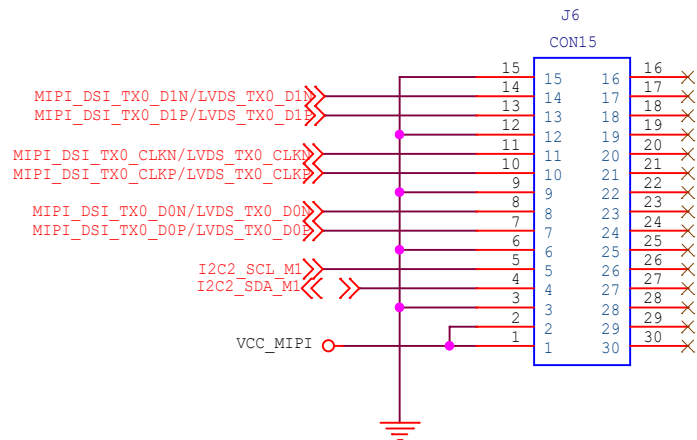 J6
CON15
15 15 16 16
MIPI_DSI_TX0_D1N/LVDS_TX0_D1N 14 14 17 17
MIPI_DSI_TX0_D1P/LVDS_TX0_D1P 13 13 18 18
12 12 19 19
MIPI_DSI_TX0_CLKN/LVDS_TX0_CLKN 11 11 20 20
MIPI_DSI_TX0_CLKP/LVDS_TX0_CLKP 10 10 21 21
9 9 22 22
MIPI_DSI_TX0_D0N/LVDS_TX0_D0N 8 8 23 23
MIPI_DSI_TX0_D0P/LVDS_TX0_D0P 7 7 24 24
6 6 25 25
I2C2_SCL_M1 5 5 26 26
I2C2_SDA_M1 4 4 27 27
3 3 28 28
2 2 29 29
VCC_MIPI 1 1 30 30